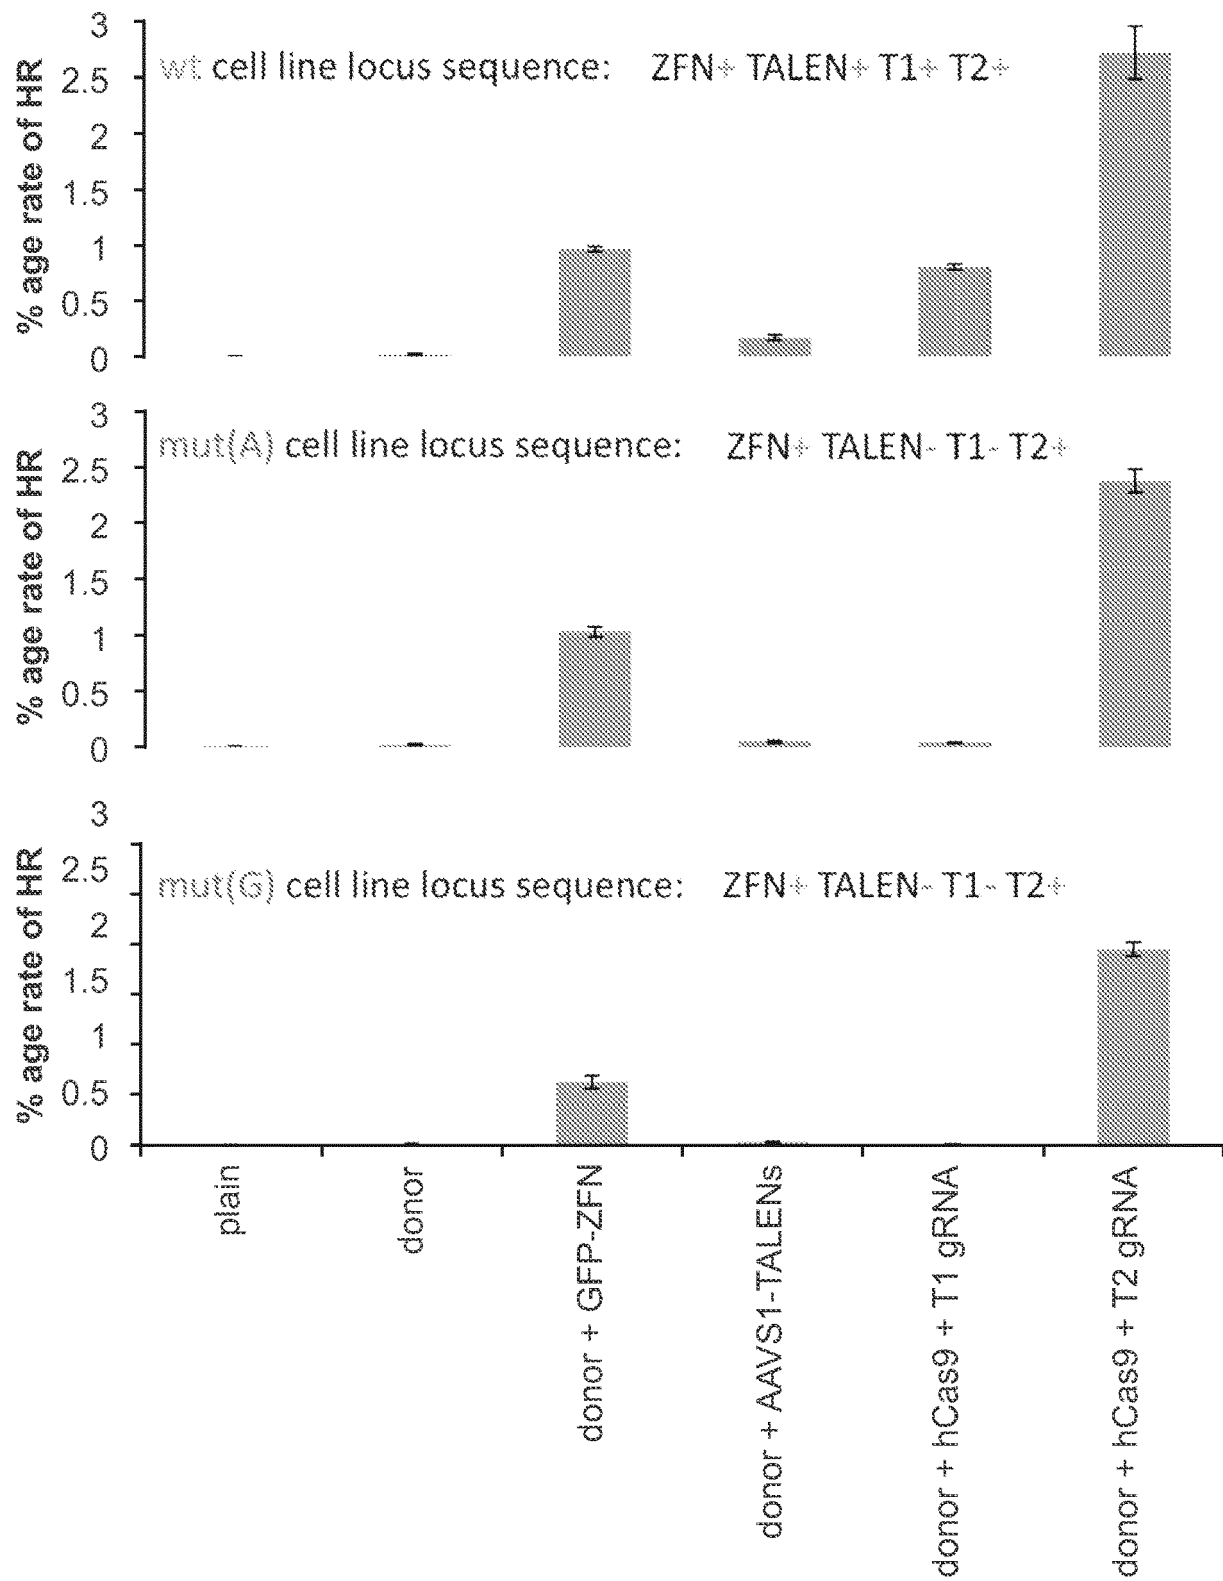 % age rate of HR
3
2.5
2
1.5
1
0.5
0
wt cell line locus sequence: ZFN+ TALEN+ T1+ T2+
% age rate of HR
3
2.5
2
1.5
1
0.5
0
mut(A) cell line locus sequence: ZFN+ TALEN- T1- T2+
% age rate of HR
3
2.5
2
1.5
1
0.5
0
mut(G) cell line locus sequence: ZFN+ TALEN- T1- T2+
plain
donor
donor + GFP-ZFN
donor + AAVS1-TALENs
donor + hCas9 + T1 gRNA
donor + hCas9 + T2 gRNA